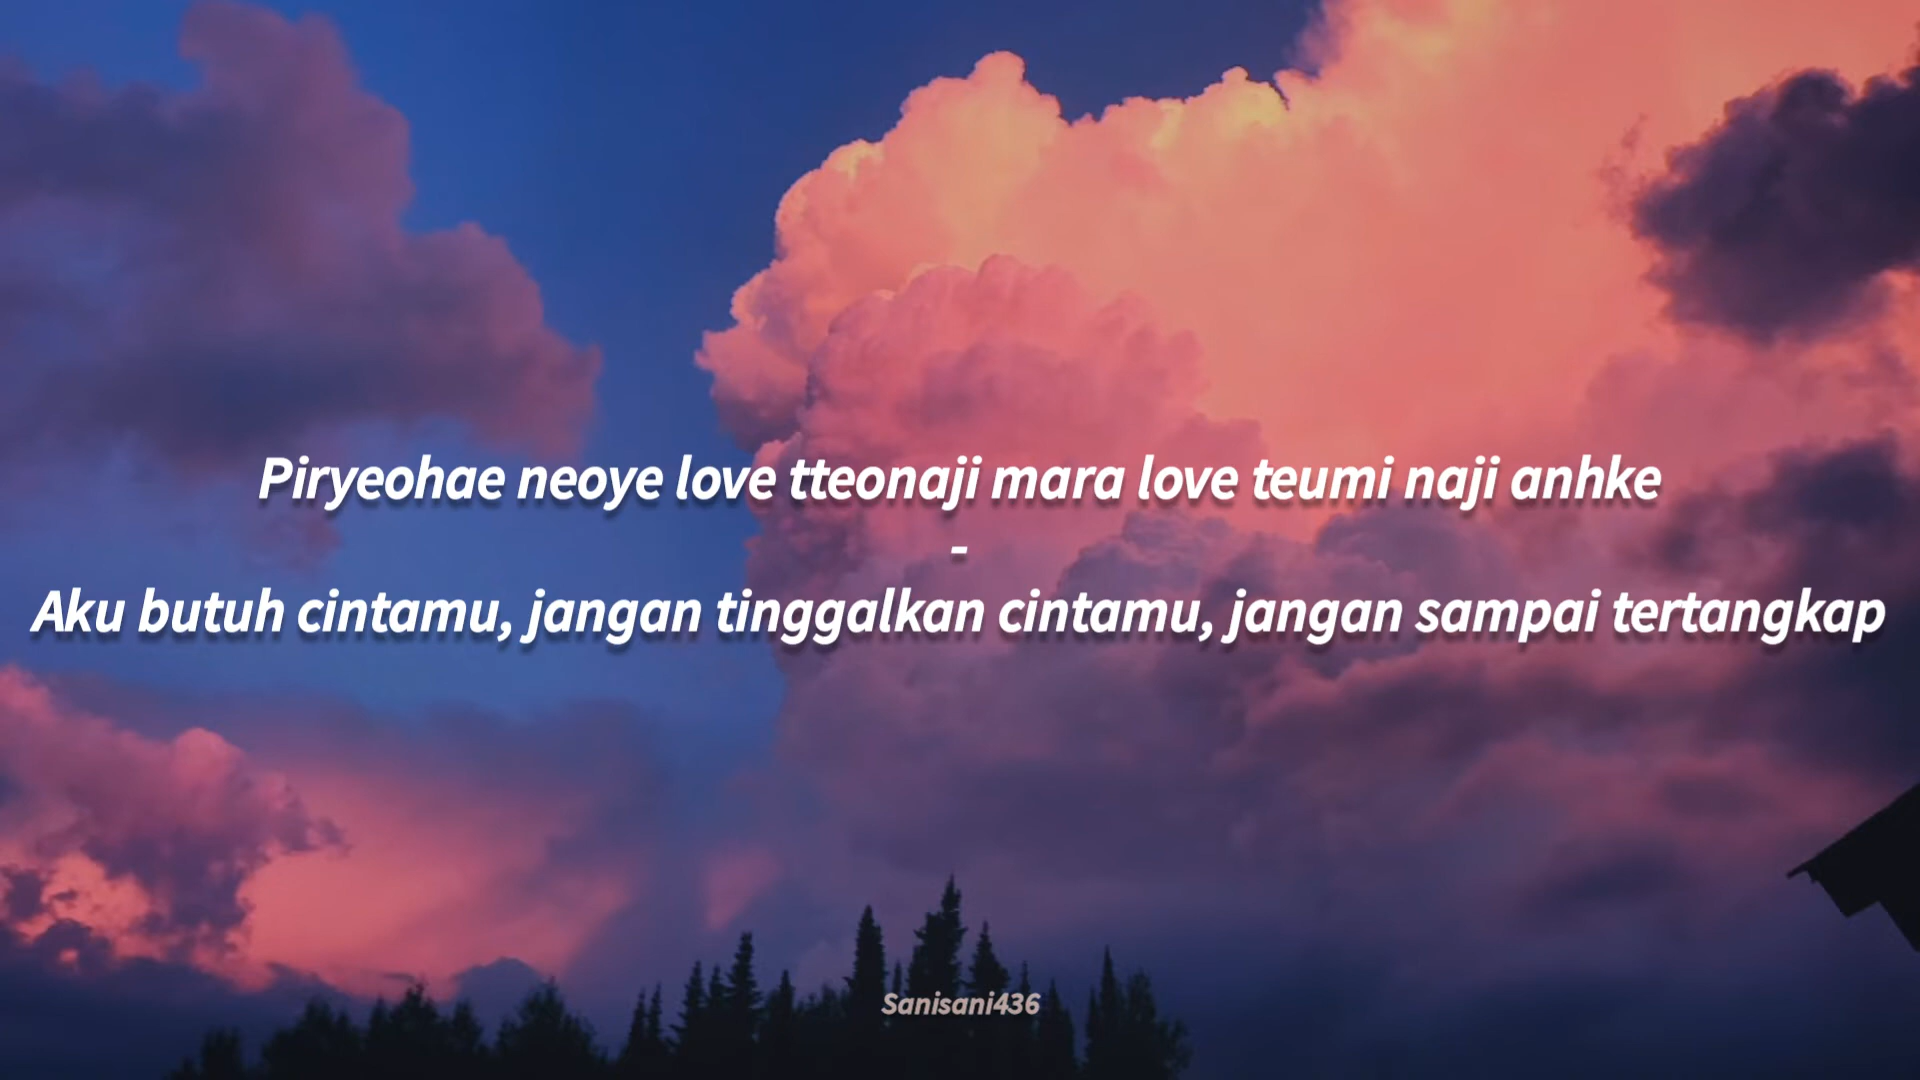 Piryeohae neoye love tteonaji mara love teumi naji anhke
-
Aku butuh cintamu, jangan tinggalkan cintamu, jangan sampai tertangkap
Sanisani436